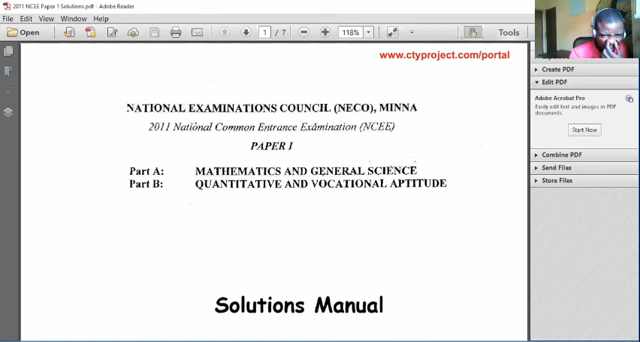 2011 NCEE Paper 1 Solutions.pdf - Adobe Reader
File Edit View Window Help
Open 1 / 7 118% Tools
www.ctyproject.com/portal
NATIONAL EXAMINATIONS COUNCIL (NECO), MINNA
2011 National Common Entrance Examination (NCEE)
PAPER I
Part A: MATHEMATICS AND GENERAL SCIENCE
Part B: QUANTITATIVE AND VOCATIONAL APTITUDE
Solutions Manual
Create PDF
Edit PDF
Adobe Acrobat Pro
Easily edit text and images in PDF
documents
Start Now
Combine PDF
Send Files
Store Files